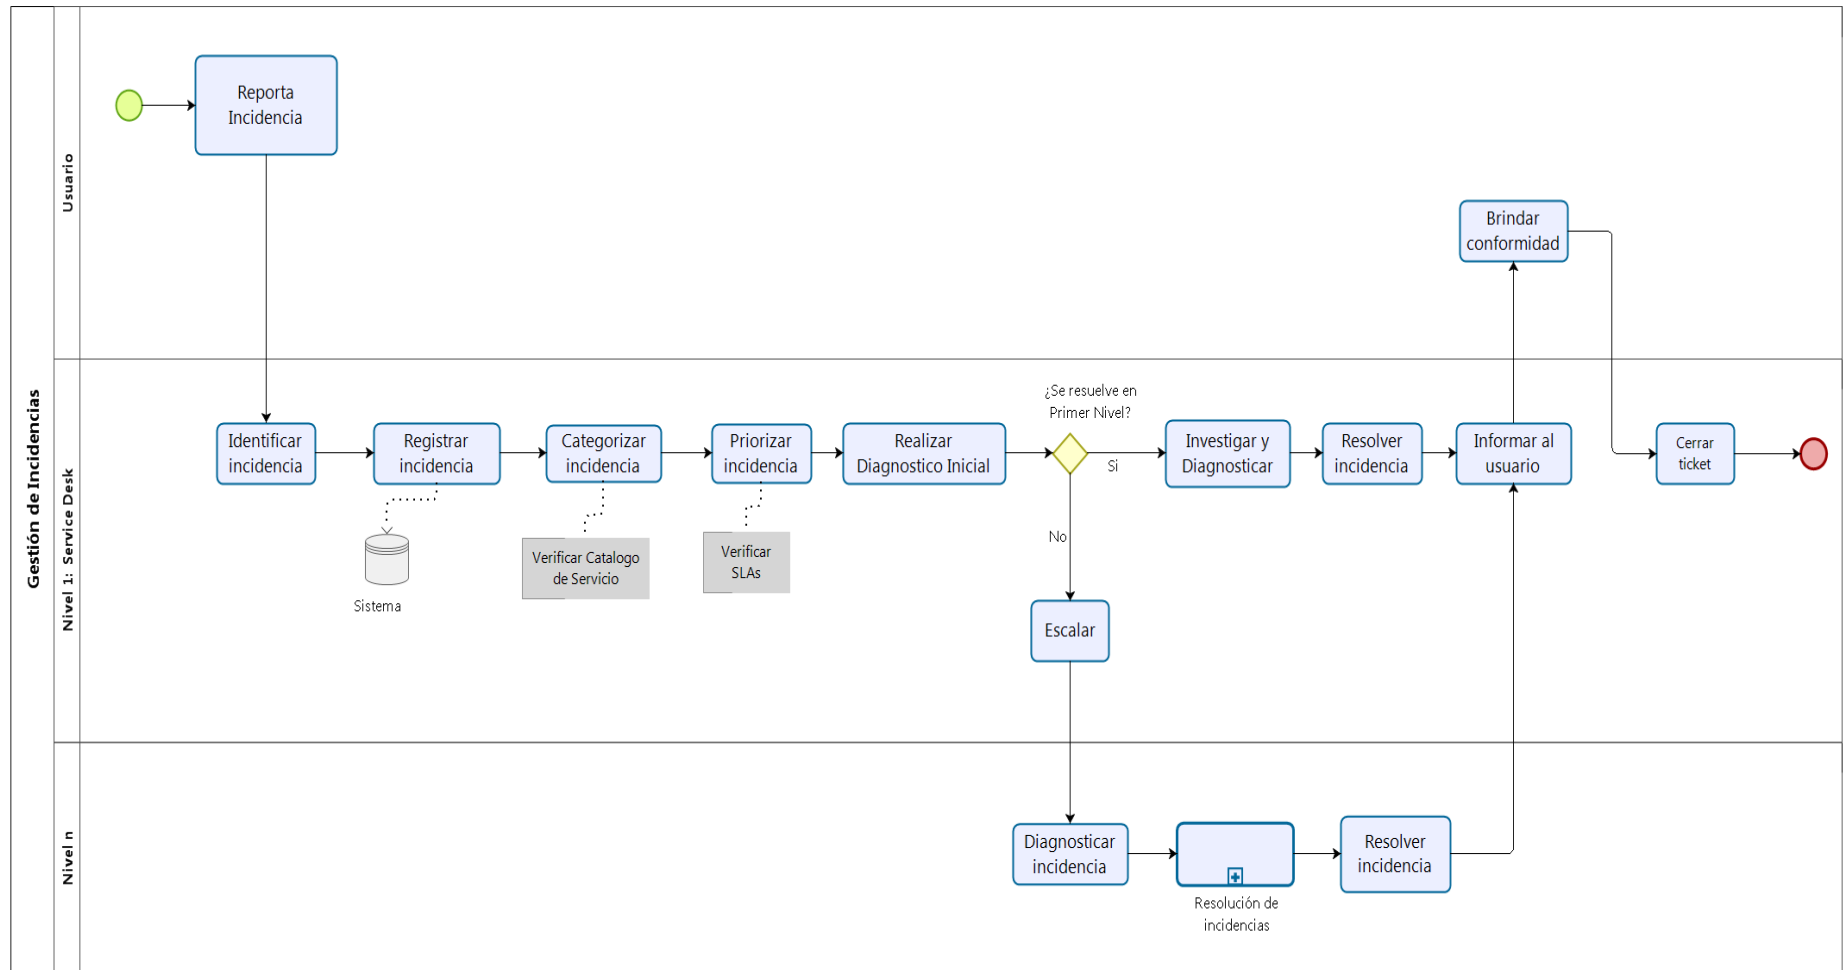 Gestión de Incidencias
Usuario
Reporta
Incidencia
Brindar
conformidad
Nivel 1: Service Desk
Identificar
incidencia
Registrar
incidencia
Sistema
Categorizar
incidencia
Verificar Catalogo
de Servicio
Priorizar
incidencia
Verificar
SLAs
Realizar
Diagnostico Inicial
¿Se resuelve en
Primer Nivel?
Si
No
Investigar y
Diagnosticar
Resolver
incidencia
Informar al
usuario
Cerrar
ticket
Escalar
Nivel n
Diagnosticar
incidencia
Resolución de
incidencias
Resolver
incidencia